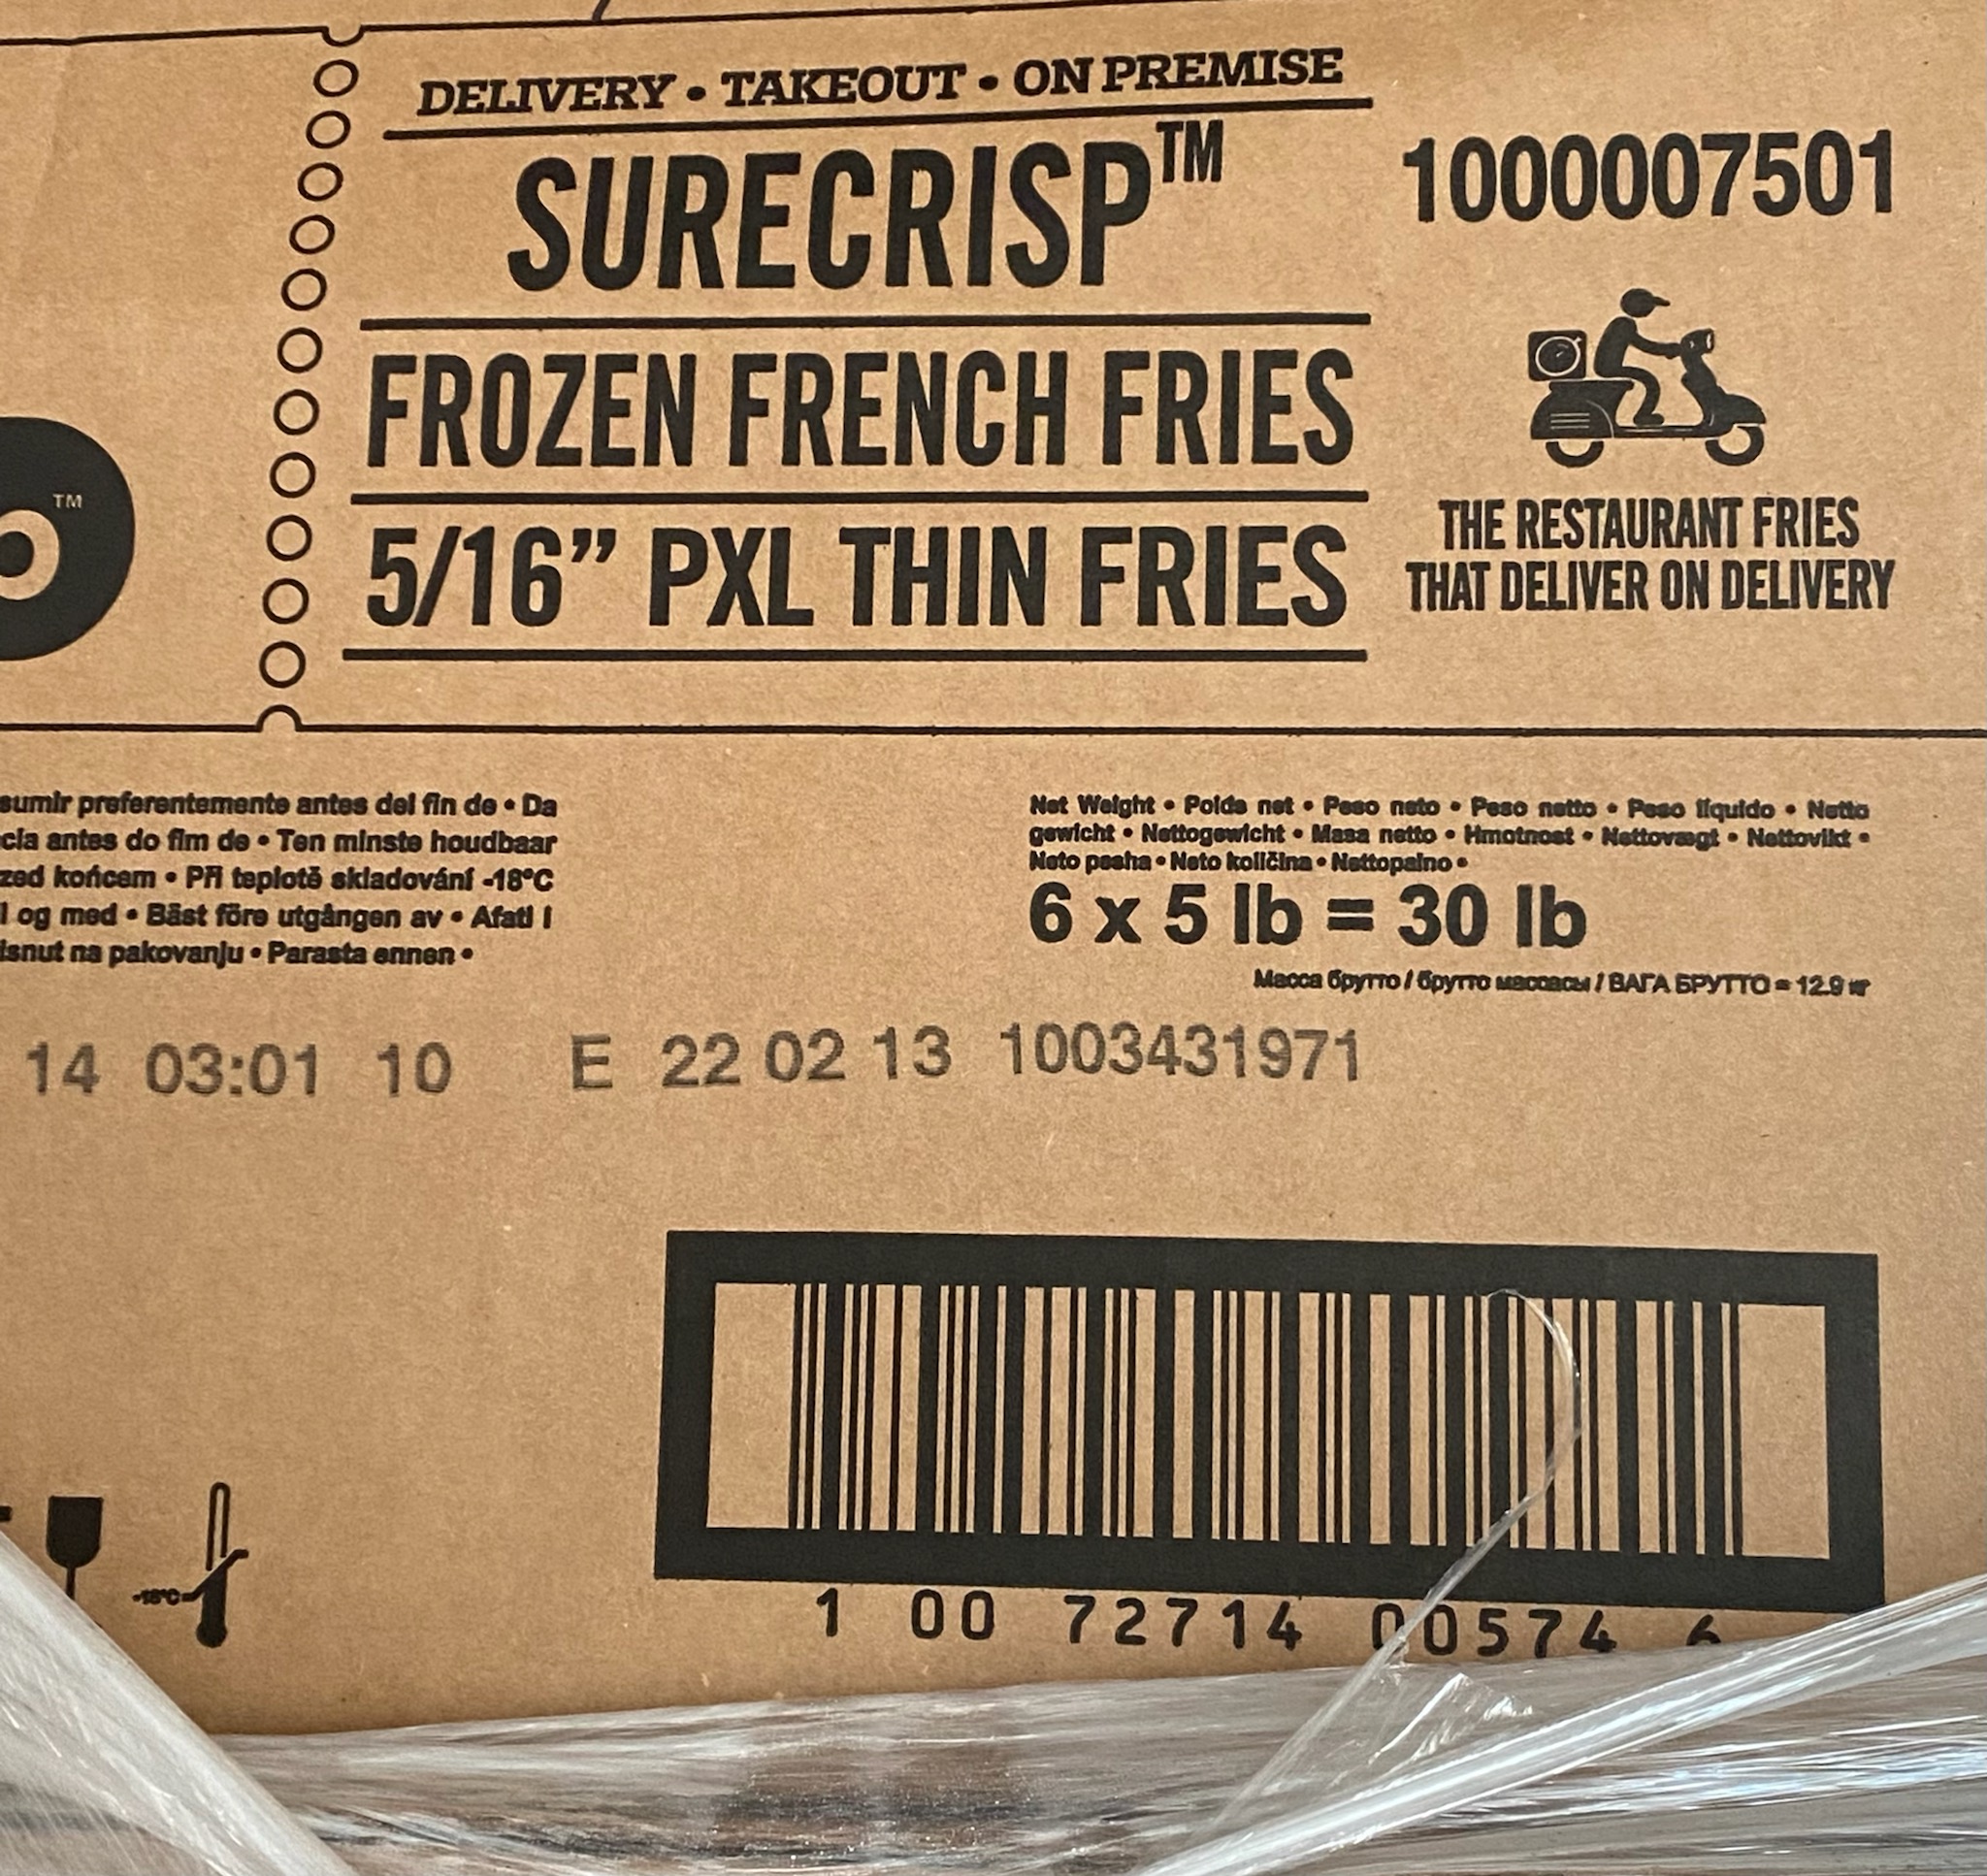 DELIVERY • TAKEOUT • ON PREMISE
SURECRISP™
1000007501
FROZEN FRENCH FRIES
5/16” PXL THIN FRIES
THE RESTAURANT FRIES
THAT DELIVER ON DELIVERY
TM
sumir preferentemente antes del fin de • Da
cia antes do fim de • Ten minste houdbaar
zed końcem • Při teplotě skladování -18°C
l og med • Bäst före utgången av • Afati i
isnut na pakovanju • Parasta ennen •
Net Weight • Poids net • Peso neto • Peso netto • Peso líquido • Netto
gewicht • Nettogewicht • Masa netto • Hmotnost • Nettovægt • Nettovikt •
Neto pesha • Neto količina • Nettopaino •
6 x 5 lb = 30 lb
Масса брутто / брутто массасы / ВАГА БРУТТО = 12.9 кг
14 03:01 10 E 22 02 13 1003431971
-18°C
1 00 72714 00574 6